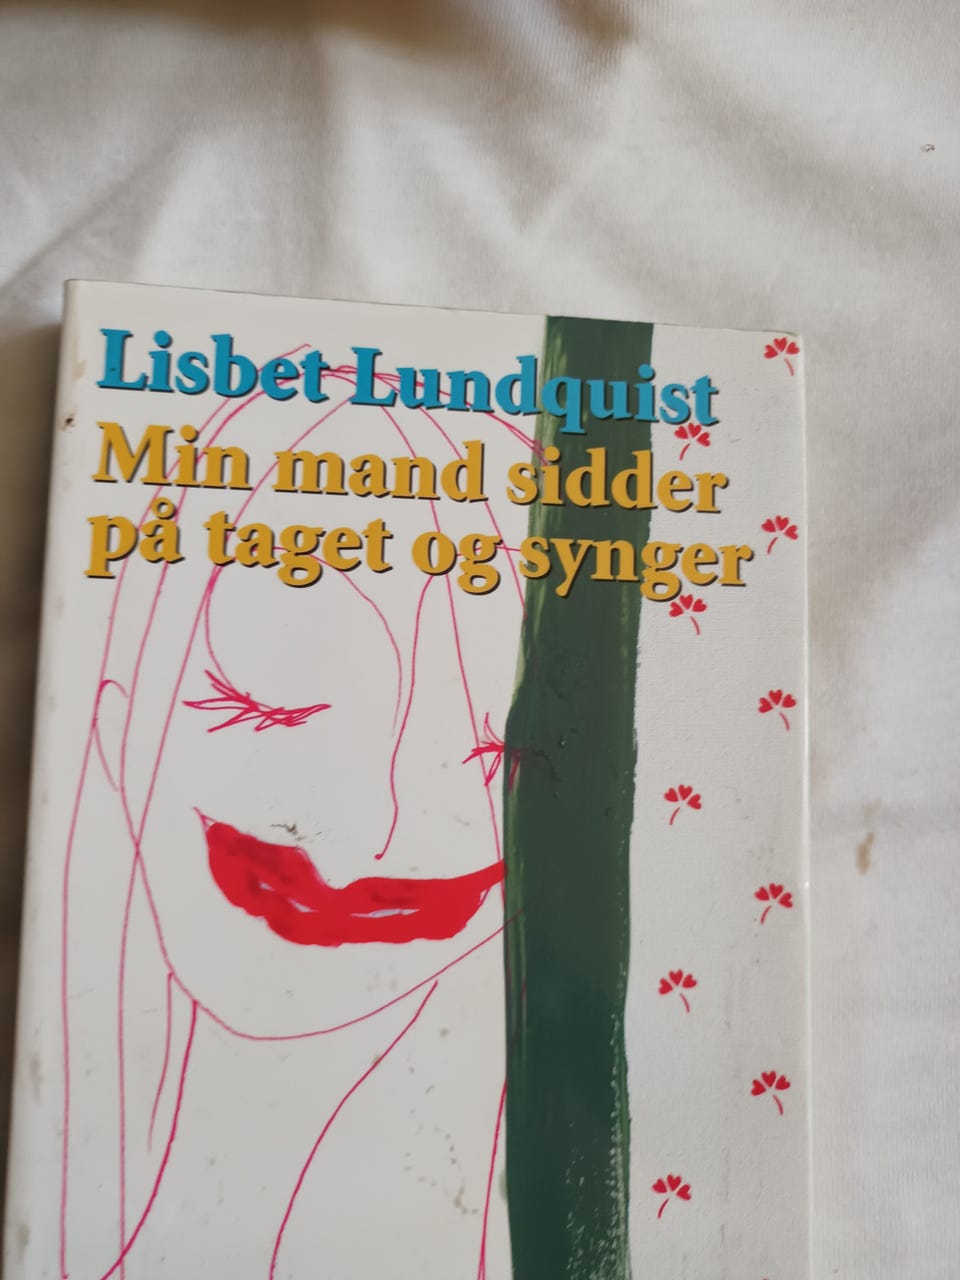 Lisbet Lundquist
Min mand sidder
på taget og synger